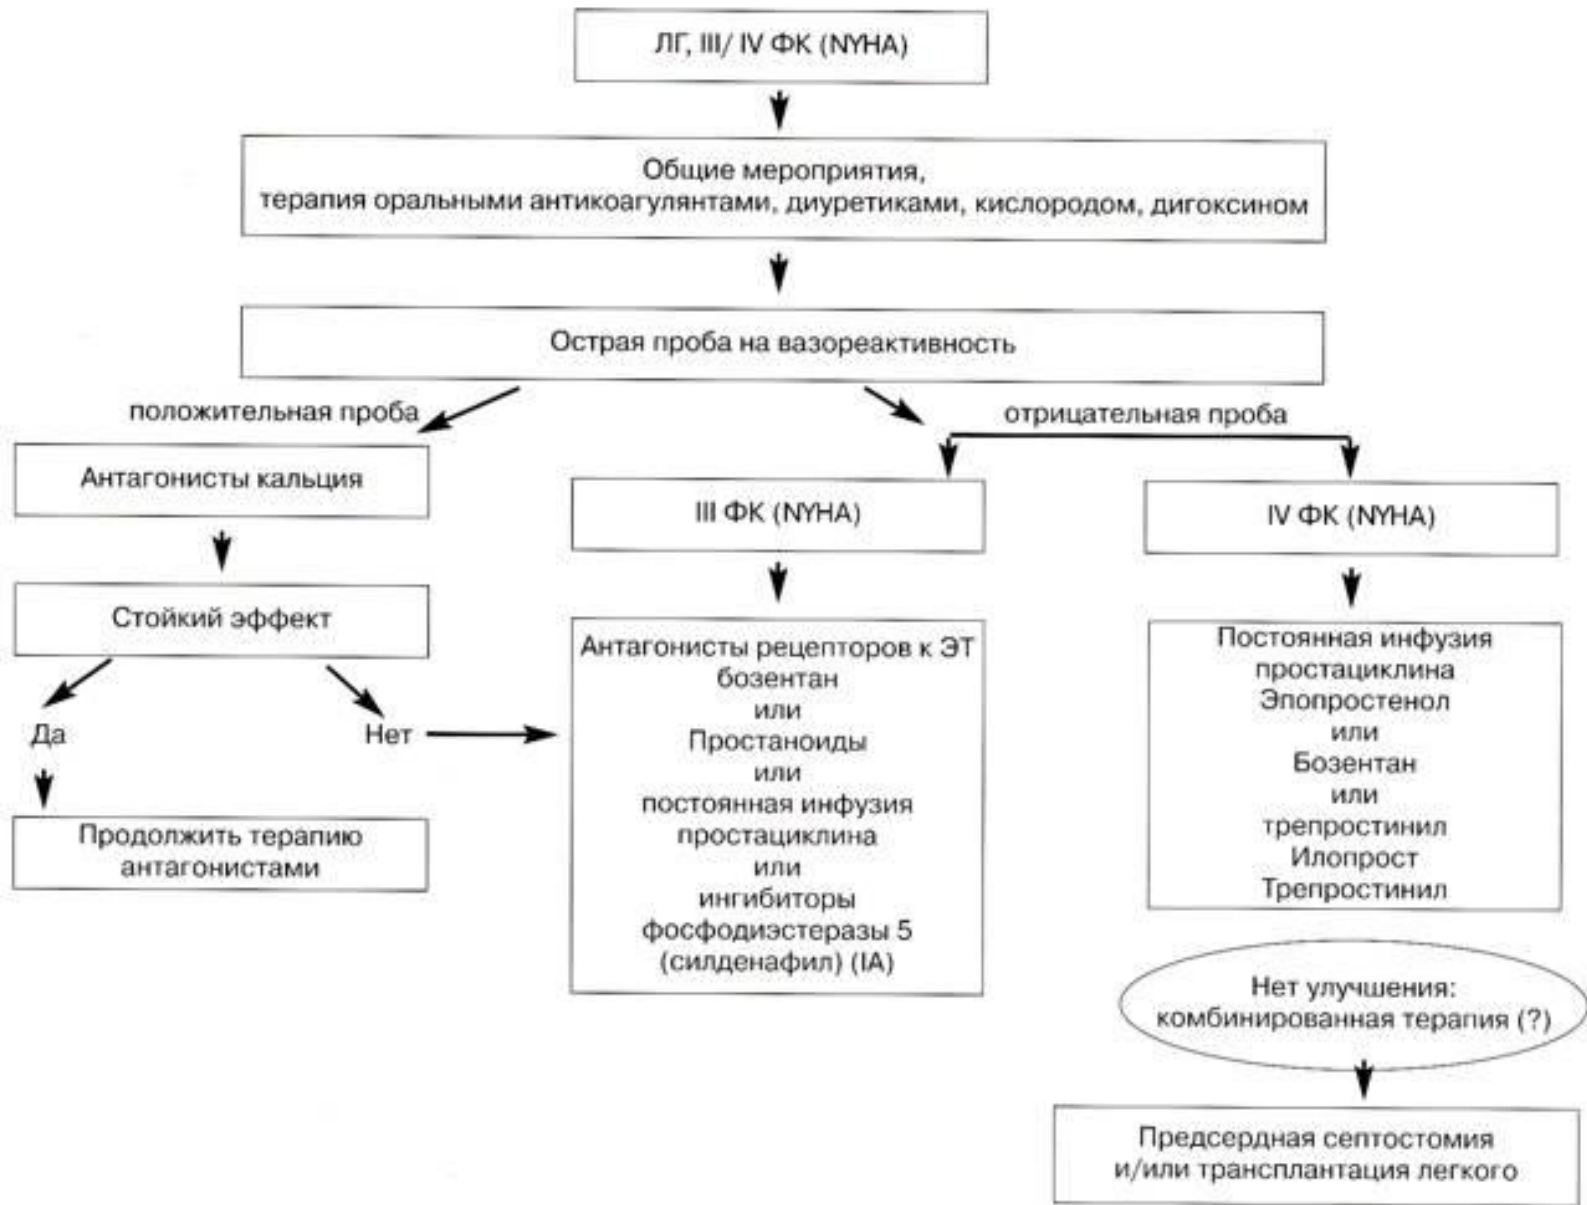 ЛГ, III/ IV ФК (NYHA)
Общие мероприятия,
терапия оральными антикоагулянтами, диуретиками, кислородом, дигоксином
Острая проба на вазореактивность
положительная проба
отрицательная проба
Антагонисты кальция
III ФК (NYHA)
IV ФК (NYHA)
Стойкий эффект
Да
Нет
Продолжить терапию
антагонистами
Антагонисты рецепторов к ЭТ
бозентан
или
Простаноиды
или
постоянная инфузия
простациклина
или
ингибиторы
фосфодиэстеразы 5
(силденафил) (IA)
Постоянная инфузия
простациклина
Эпопростенол
или
Бозентан
или
трепростинил
Илопрост
Трепростинил
Нет улучшения:
комбинированная терапия (?)
Предсердная септостомия
и/или трансплантация легкого